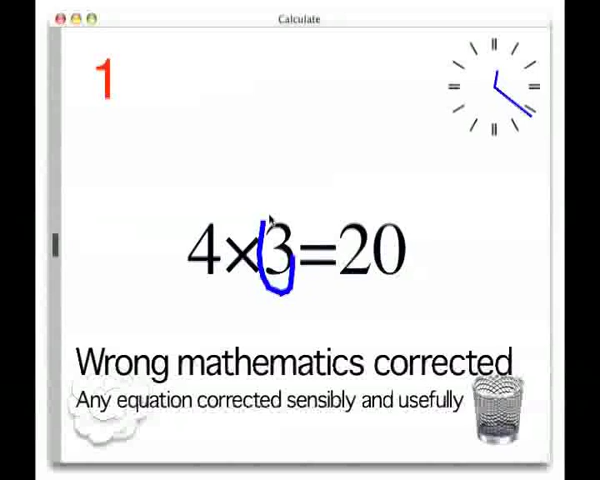 Calculate
1
4×3=20
Wrong mathematics corrected
Any equation corrected sensibly and usefully